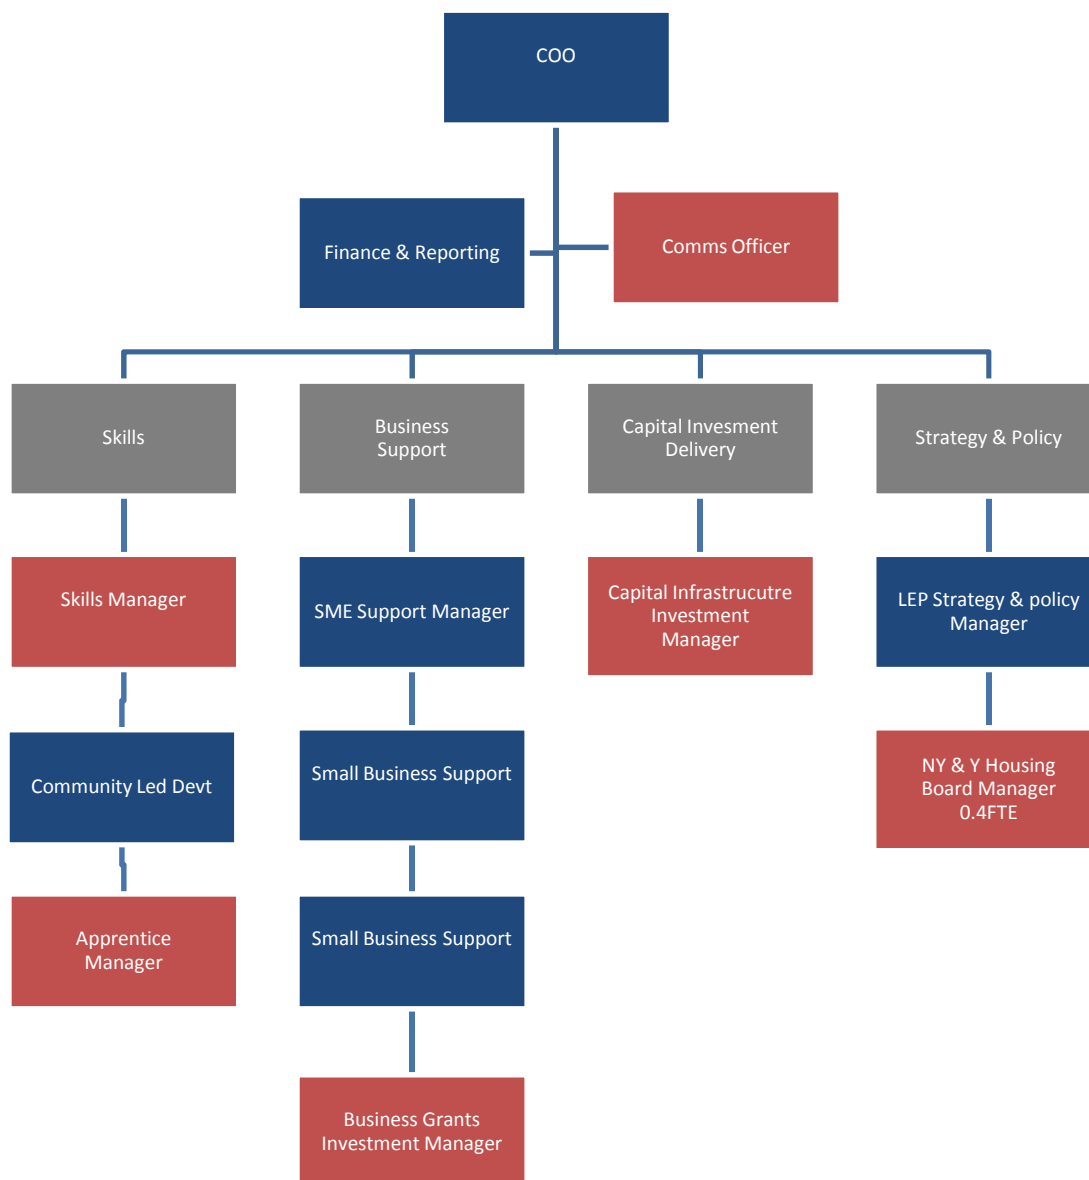 COO
Finance & Reporting
Comms Officer
Skills
Business
Support
Capital Invesment
Delivery
Strategy & Policy
Skills Manager
SME Support Manager
Capital Infrastrucutre
Investment
Manager
LEP Strategy & policy
Manager
Community Led Devt
Small Business Support
NY & Y Housing
Board Manager
0.4FTE
Apprentice
Manager
Small Business Support
Business Grants
Investment Manager